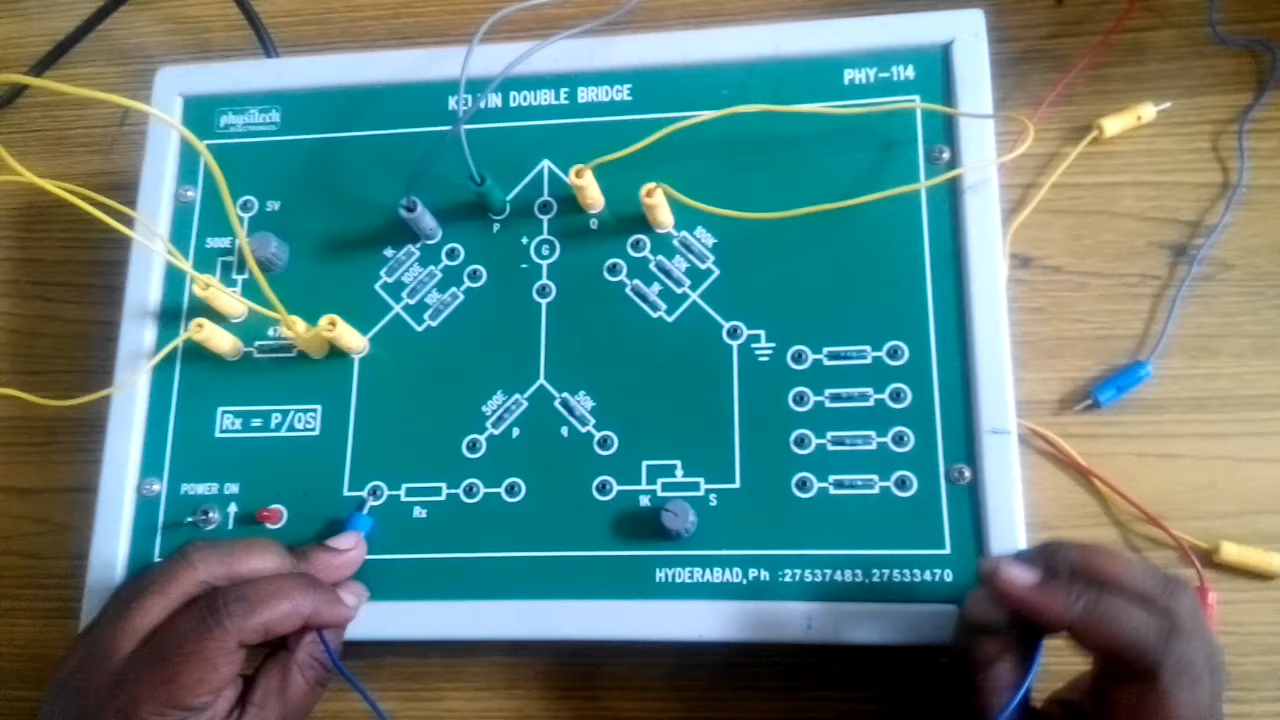 KELVIN DOUBLE BRIDGE
PHY-114
physitech
ELECTRONICS
5V
500E
P
Q
1K
100E
10E
+
G
-
100K
10K
1K
500E
50K
p
q
Rx = P/QS
POWER ON
Rx
1K
S
HYDERABAD,Ph :27537483,27533470